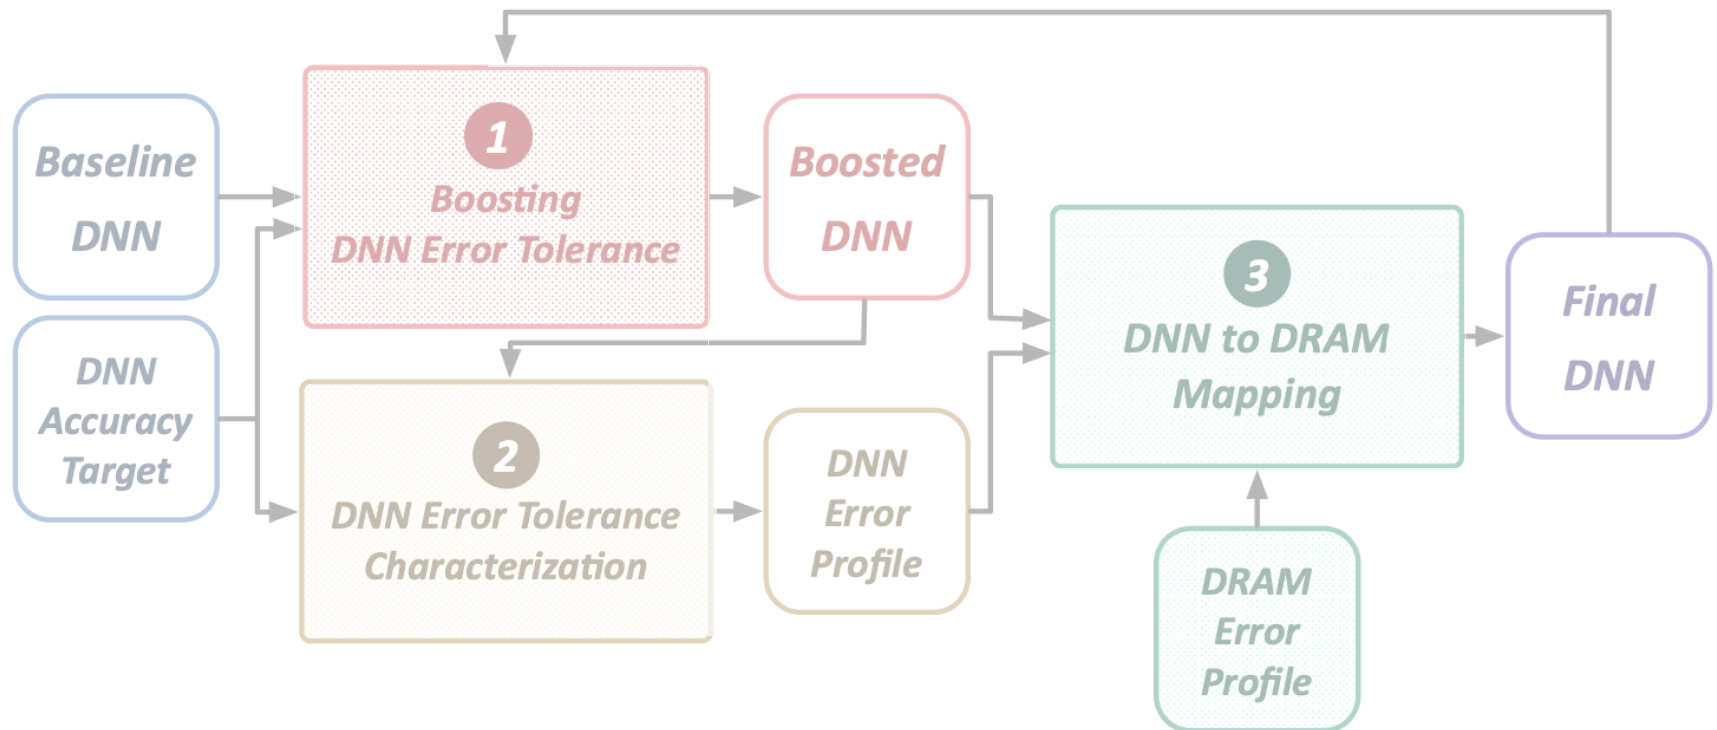 Baseline
DNN
DNN
Accuracy
Target
1
Boosting
DNN Error Tolerance
2
DNN Error Tolerance
Characterization
Boosted
DNN
DNN
Error
Profile
3
DNN to DRAM
Mapping
DRAM
Error
Profile
Final
DNN